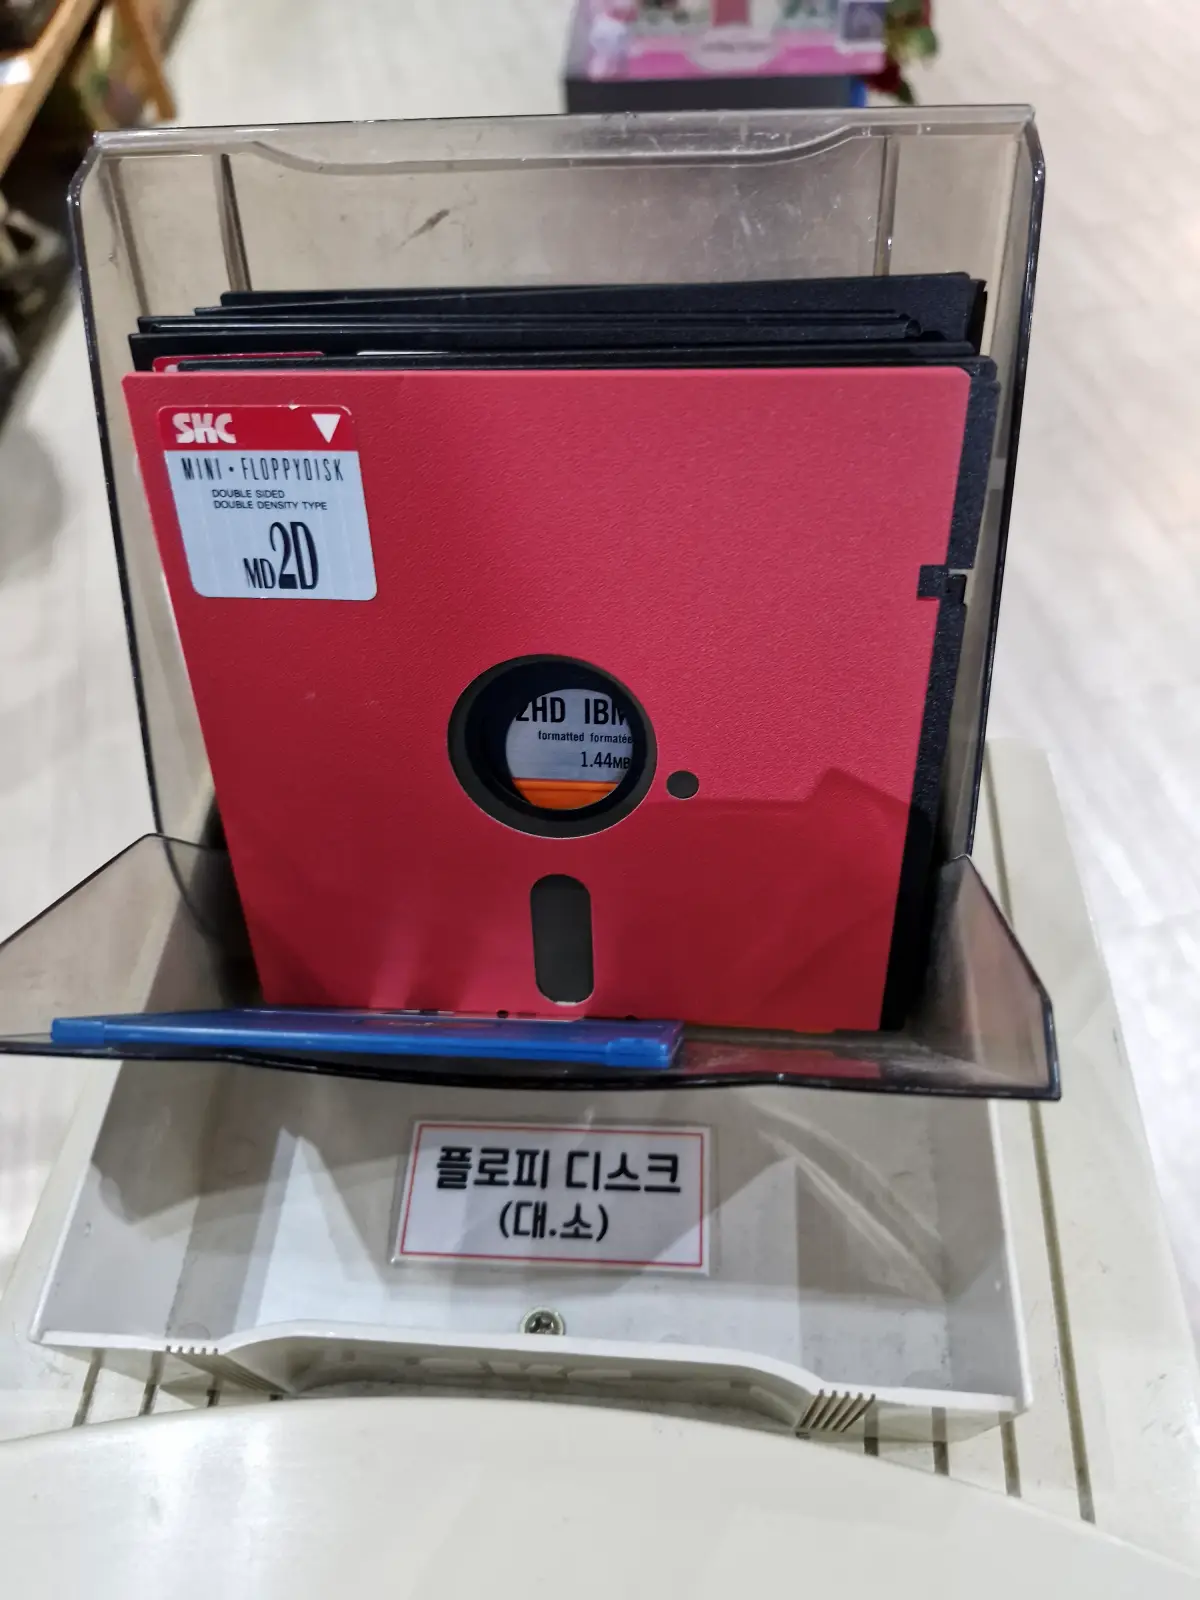 SKC
MINI·FLOPPYDISK
DOUBLE SIDED
DOUBLE DENSITY TYPE
MD2D
2HD IBM
formatted formatée
1.44MB
플로피 디스크
(대.소)